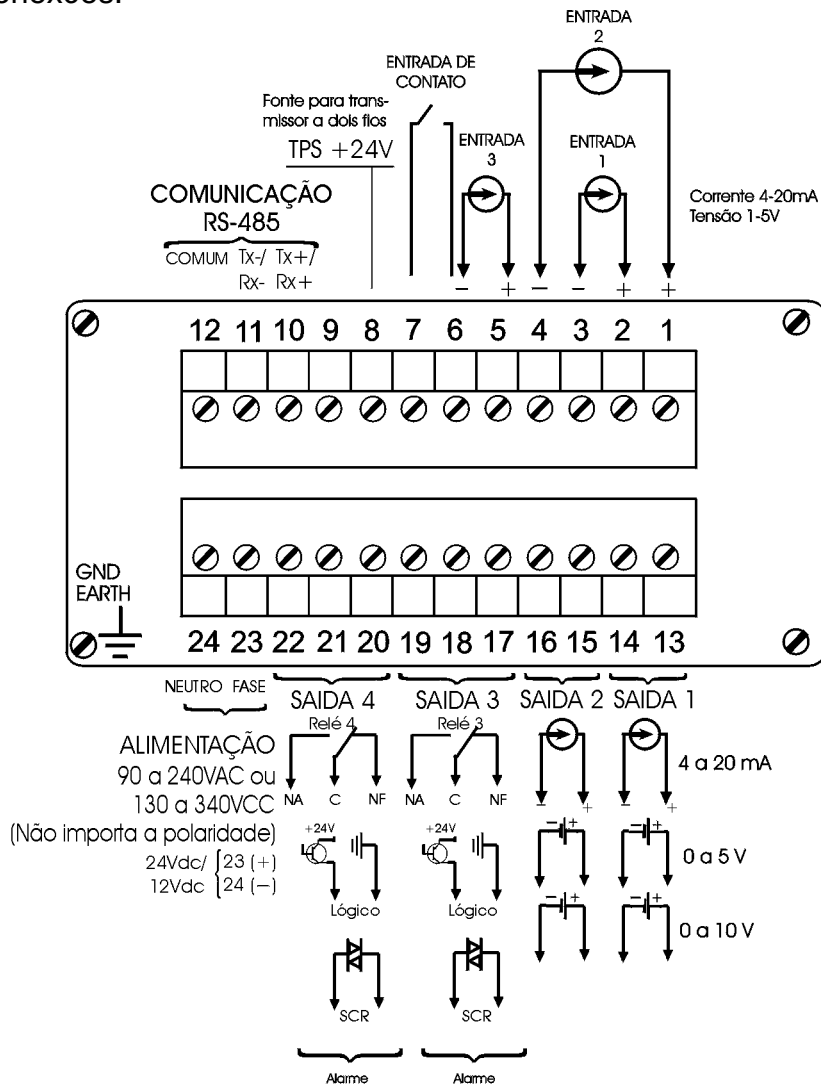 ENTRADA
2
ENTRADA DE
CONTATO
Fonte para trans-
missor a dois fios
TPS +24V
ENTRADA
3
ENTRADA
1
COMUNICAÇÃO
RS-485
Corrente 4-20mA
Tensão 1-5V
COMUM Tx-/ Tx+/
Rx- Rx+
- + - - + +
12 11 10 9 8 7 6 5 4 3 2 1
GND
EARTH
24 23 22 21 20 19 18 17 16 15 14 13
NEUTRO FASE
SAIDA 4 SAIDA 3 SAIDA 2 SAIDA 1
Relé 4 Relé 3
ALIMENTAÇÃO
90 a 240VAC ou
130 a 340VCC
(Não importa a polaridade)
24Vdc/ 23 (+)
12Vdc 24 (−)
NA C NF NA C NF
- + - +
4 a 20 mA
+24V +24V
- + - +
0 a 5 V
Lógico Lógico
- + - +
0 a 10 V
SCR SCR
Alarme Alarme